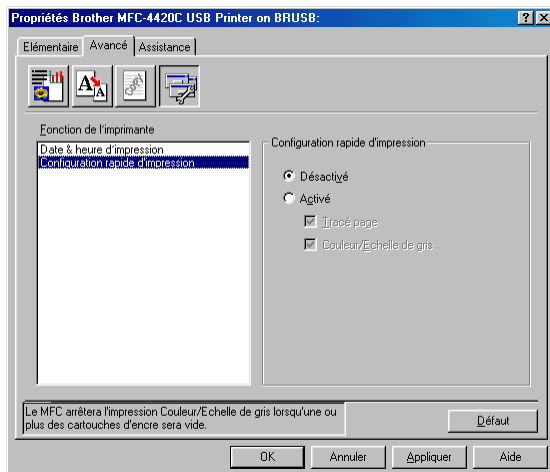 Propriétés Brother MFC-4420C USB Printer on BRUSB:
Elémentaire Avancé Assistance
Fonction de l'imprimante
Date & heure d'impression
Configuration rapide d'impression
Configuration rapide d'impression
Désactivé
Activé
Tracé page
Couleur/Echelle de gris
Le MFC arrêtera l'impression Couleur/Echelle de gris lorsqu'une ou
plus des cartouches d'encre sera vide.
Défaut
OK Annuler Appliquer Aide